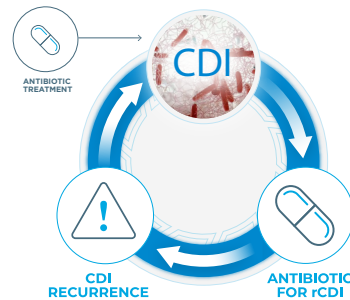 ANTIBIOTIC
TREATMENT
CDI
CDI
RECURRENCE
ANTIBIOTIC
FOR rCDI